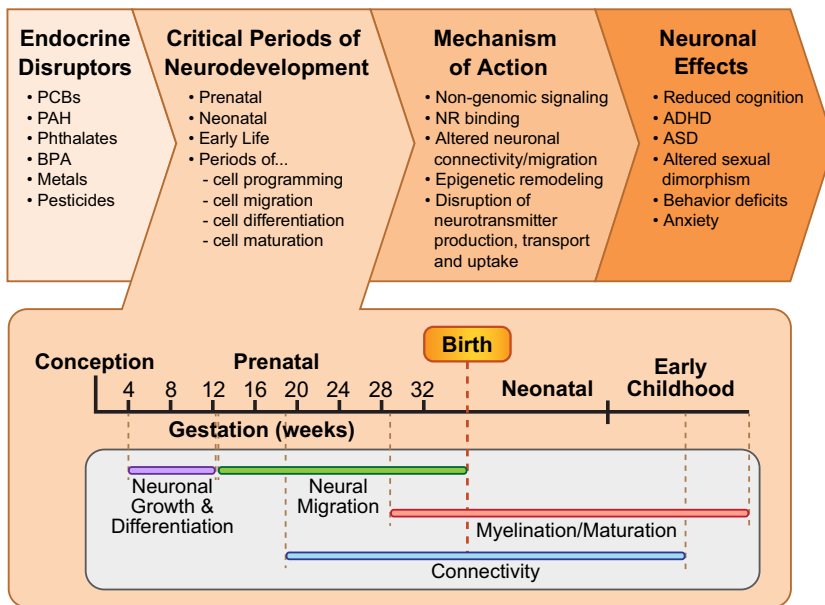 Endocrine
Disruptors
• PCBs
• PAH
• Phthalates
• BPA
• Metals
• Pesticides
Critical Periods of
Neurodevelopment
• Prenatal
• Neonatal
• Early Life
• Periods of...
- cell programming
- cell migration
- cell differentiation
- cell maturation
Mechanism
of Action
• Non-genomic signaling
• NR binding
• Altered neuronal
connectivity/migration
• Epigenetic remodeling
• Disruption of
neurotransmitter
production, transport
and uptake
Neuronal
Effects
• Reduced cognition
• ADHD
• ASD
• Altered sexual
dimorphism
• Behavior deficits
• Anxiety
Birth
Conception
Prenatal
Neonatal
Early
Childhood
4 8 12 16 20 24 28 32
Gestation (weeks)
Neuronal
Growth &
Differentiation
Neural
Migration
Myelination/Maturation
Connectivity